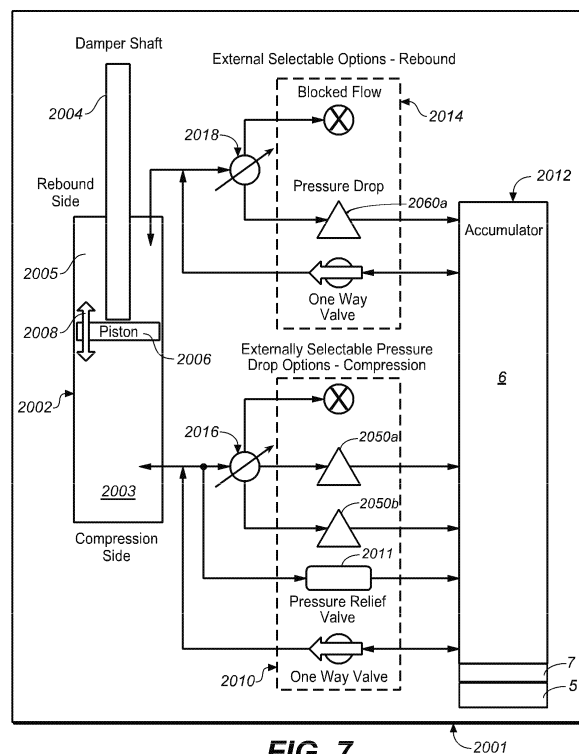 Damper Shaft
External Selectable Options - Rebound
2004
Blocked Flow
2014
2018
Rebound
Side
Pressure Drop
2060a
2012
2005
Accumulator
One Way
Valve
2008
Piston
2006
Externally Selectable Pressure
Drop Options - Compression
6
2002
2016
2050a
2003
2050b
Compression
Side
2011
Pressure Relief
Valve
2010
One Way Valve
7
5
2001
FIG. 7